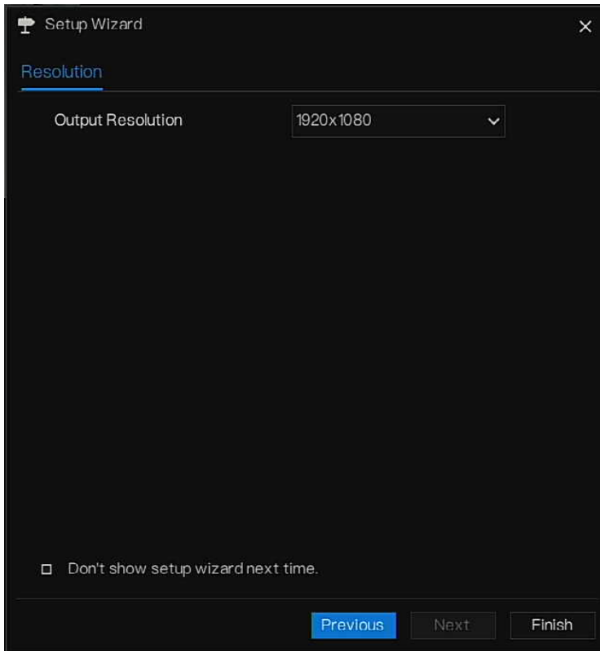 Setup Wizard
Resolution
Output Resolution 1920x1080
Don't show setup wizard next time.
Previous Next Finish